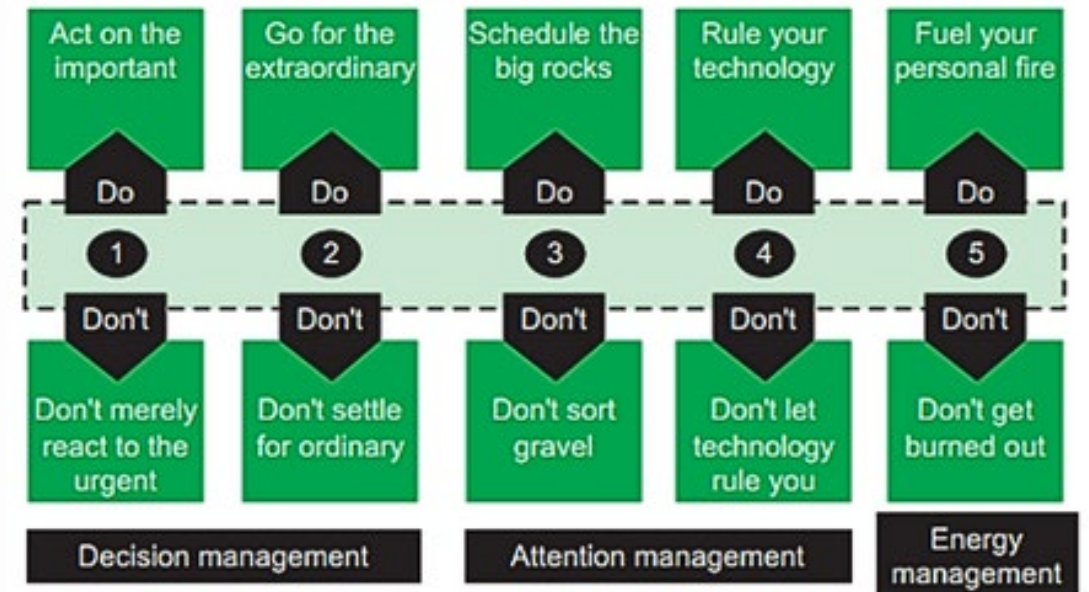 Act on the
important
Go for the
extraordinary
Schedule the
big rocks
Rule your
technology
Fuel your
personal fire
Do
Do
Do
Do
Do
1
2
3
4
5
Don't
Don't
Don't
Don't
Don't
Don't merely
react to the
urgent
Don't settle
for ordinary
Don't sort
gravel
Don't let
technology
rule you
Don't get
burned out
Decision management
Attention management
Energy
management